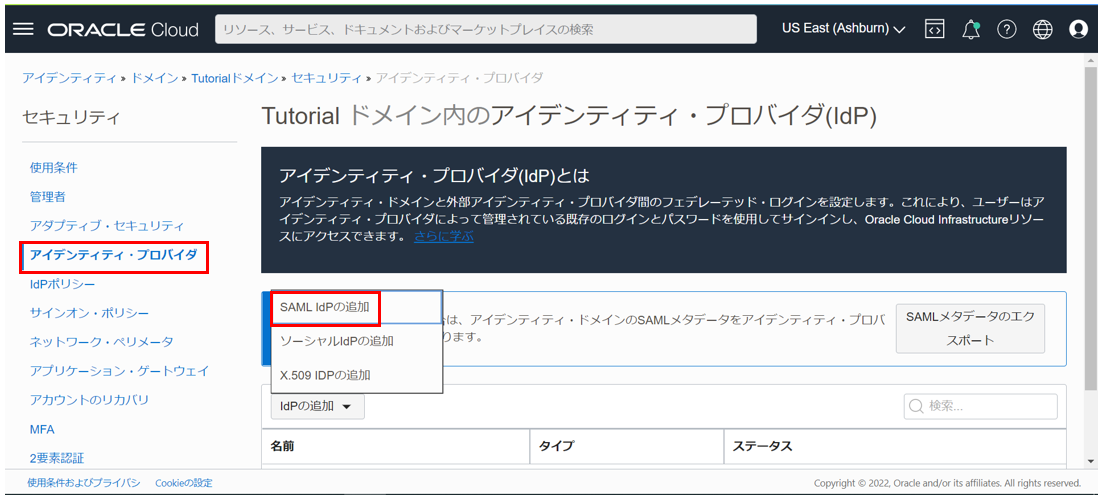 ORACLE Cloud
リソース、サービス、ドキュメントおよびマーケットプレイスの検索
US East (Ashburn)
アイデンティティ » ドメイン » Tutorialドメイン » セキュリティ » アイデンティティ・プロバイダ
セキュリティ
使用条件
管理者
アダプティブ・セキュリティ
アイデンティティ・プロバイダ
IdPポリシー
サインオン・ポリシー
ネットワーク・ペリメータ
アプリケーション・ゲートウェイ
アカウントのリカバリ
MFA
2要素認証
Tutorial ドメイン内のアイデンティティ・プロバイダ(IdP)
アイデンティティ・プロバイダ(IdP)とは
アイデンティティ・ドメインと外部アイデンティティ・プロバイダ間のフェデレーテッド・ログインを設定します。これにより、ユーザーはア
イデンティティ・プロバイダによって管理されている既存のログインとパスワードを使用してサインインし、Oracle Cloud Infrastructureリソー
スにアクセスできます。 さらに学ぶ
SAML IdPの追加
ソーシャルIdPの追加
X.509 IDPの追加
は、アイデンティティ・ドメインのSAMLメタデータをアイデンティティ・プロバ
ります。
SAMLメタデータのエク
スポート
IdPの追加
検索...
名前 タイプ ステータス
使用条件およびプライバシ Cookieの設定
Copyright © 2022, Oracle and/or its affiliates. All rights reserved.